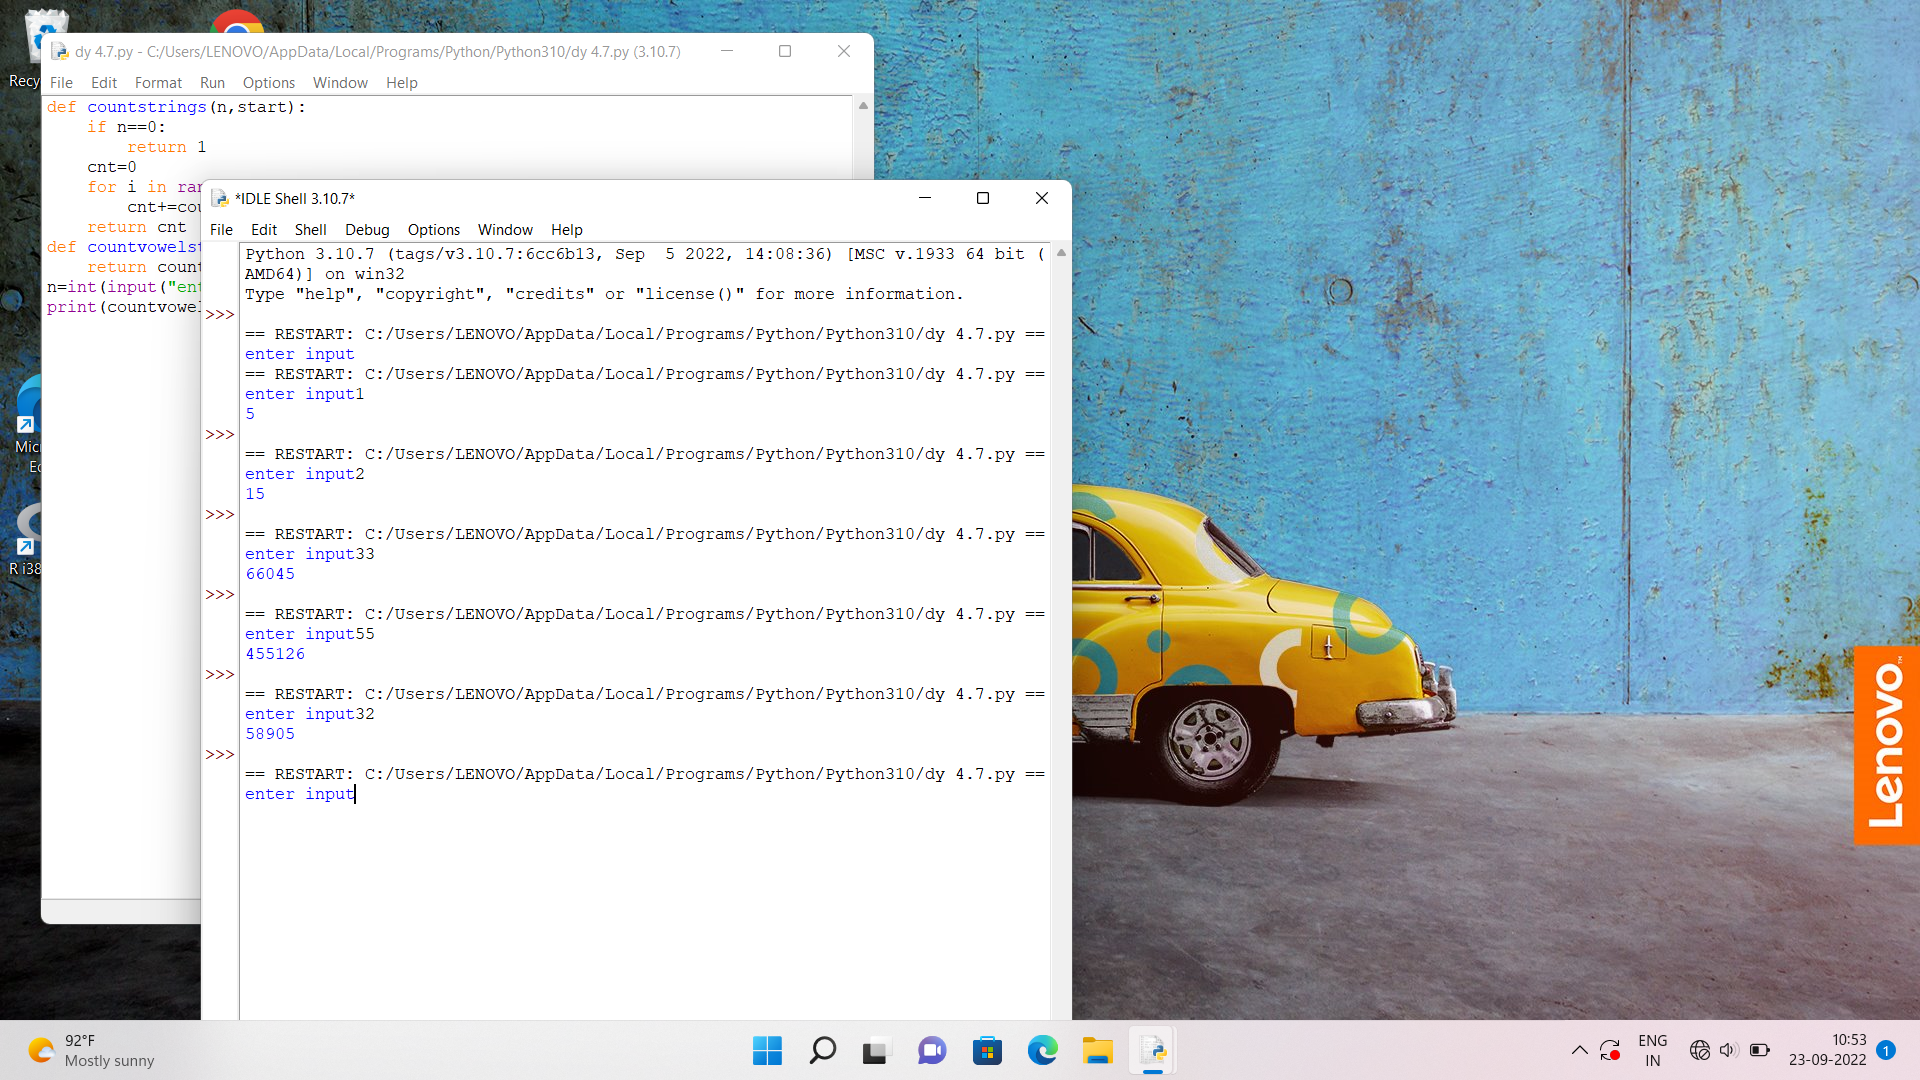 Recy
dy 4.7.py - C:/Users/LENOVO/AppData/Local/Programs/Python/Python310/dy 4.7.py (3.10.7)
File Edit Format Run Options Window Help
def countstrings(n,start):
    if n==0:
        return 1
    cnt=0
    for i in ran
        cnt+=cou
    return cnt
def countvowelst
    return count
n=int(input("ent
print(countvowel
Mic
Ed
R i38
*IDLE Shell 3.10.7*
File Edit Shell Debug Options Window Help
Python 3.10.7 (tags/v3.10.7:6cc6b13, Sep  5 2022, 14:08:36) [MSC v.1933 64 bit (
AMD64)] on win32
Type "help", "copyright", "credits" or "license()" for more information.
>>>
== RESTART: C:/Users/LENOVO/AppData/Local/Programs/Python/Python310/dy 4.7.py ==
enter input
== RESTART: C:/Users/LENOVO/AppData/Local/Programs/Python/Python310/dy 4.7.py ==
enter input1
5
>>>
== RESTART: C:/Users/LENOVO/AppData/Local/Programs/Python/Python310/dy 4.7.py ==
enter input2
15
>>>
== RESTART: C:/Users/LENOVO/AppData/Local/Programs/Python/Python310/dy 4.7.py ==
enter input33
66045
>>>
== RESTART: C:/Users/LENOVO/AppData/Local/Programs/Python/Python310/dy 4.7.py ==
enter input55
455126
>>>
== RESTART: C:/Users/LENOVO/AppData/Local/Programs/Python/Python310/dy 4.7.py ==
enter input32
58905
>>>
== RESTART: C:/Users/LENOVO/AppData/Local/Programs/Python/Python310/dy 4.7.py ==
enter input
Lenovo™
92°F
Mostly sunny
ENG
IN
10:53
23-09-2022
1